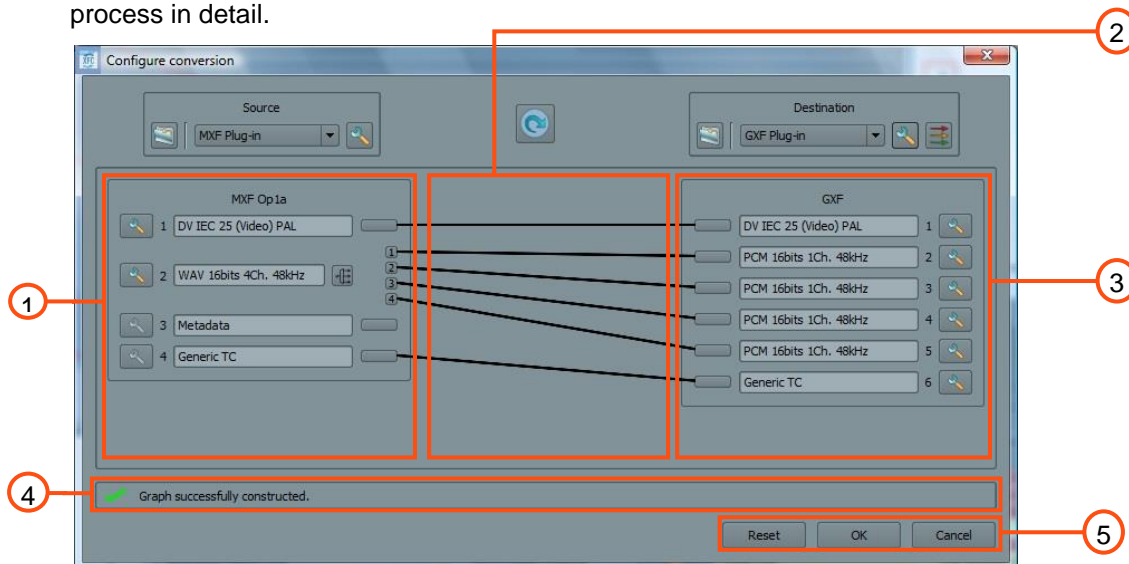 process in detail.
2
XFC
Configure conversion
X
Source
MXF Plug-in
Destination
GXF Plug-in
MXF Op1a
1 DV IEC 25 (Video) PAL
2 WAV 16bits 4Ch. 48kHz
1
2
3
4
3 Metadata
4 Generic TC
GXF
DV IEC 25 (Video) PAL 1
PCM 16bits 1Ch. 48kHz 2
PCM 16bits 1Ch. 48kHz 3
PCM 16bits 1Ch. 48kHz 4
PCM 16bits 1Ch. 48kHz 5
Generic TC 6
1
3
4
Graph successfully constructed.
Reset OK Cancel
5